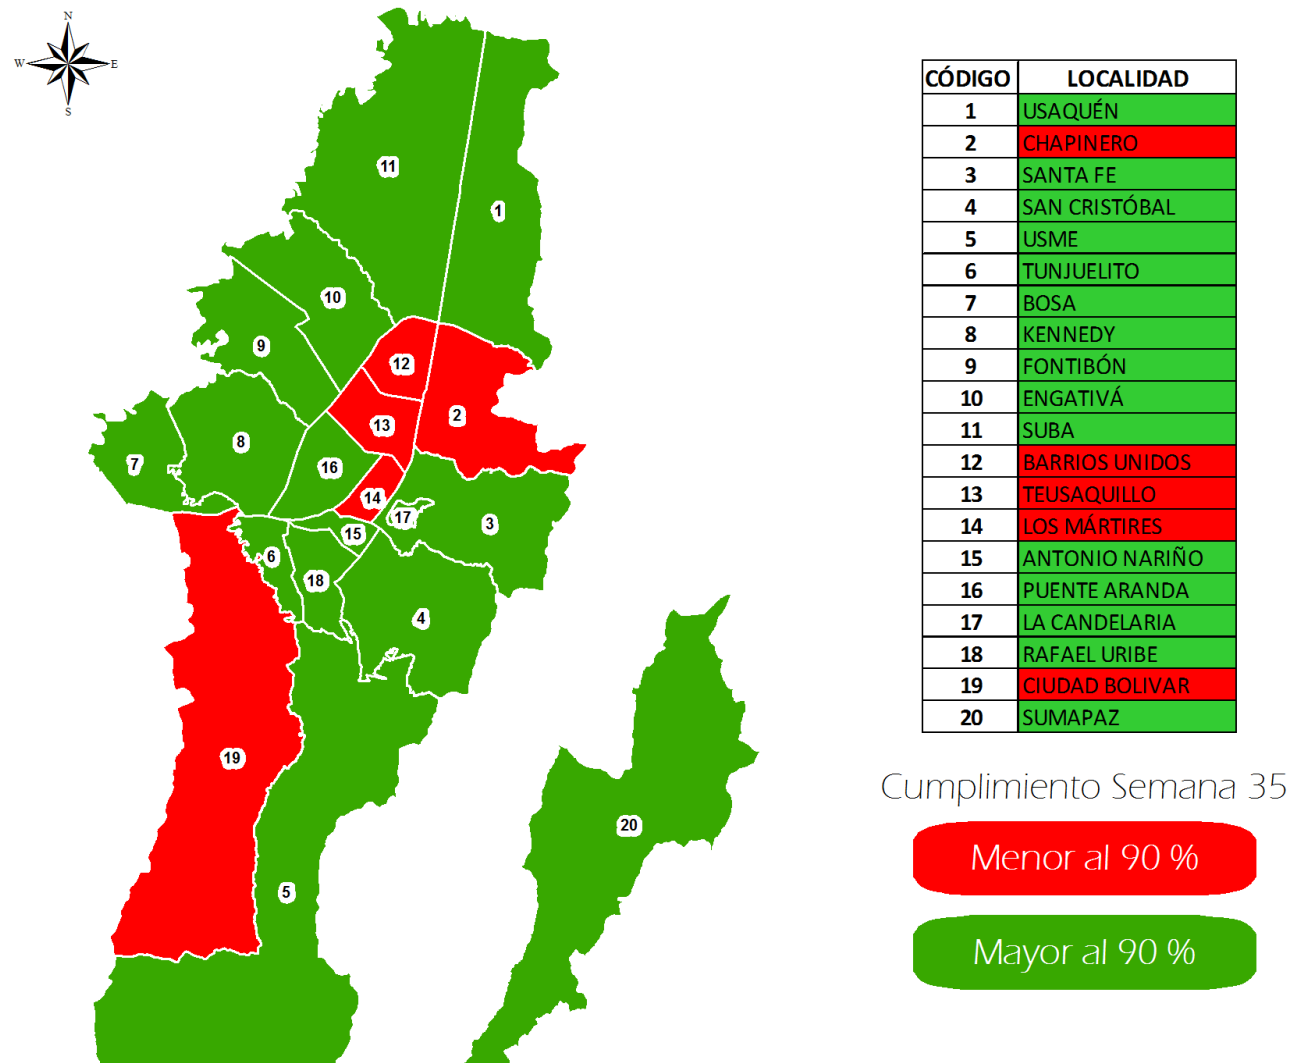 N
W
E
S
11
1
10
9
12
2
8
13
7
16
14
17
3
15
6
18
4
19
20
5
CÓDIGO LOCALIDAD
1 USAQUÉN
2 CHAPINERO
3 SANTA FE
4 SAN CRISTÓBAL
5 USME
6 TUNJUELITO
7 BOSA
8 KENNEDY
9 FONTIBÓN
10 ENGATIVÁ
11 SUBA
12 BARRIOS UNIDOS
13 TEUSAQUILLO
14 LOS MÁRTIRES
15 ANTONIO NARIÑO
16 PUENTE ARANDA
17 LA CANDELARIA
18 RAFAEL URIBE
19 CIUDAD BOLIVAR
20 SUMAPAZ
Cumplimiento Semana 35
Menor al 90 %
Mayor al 90 %